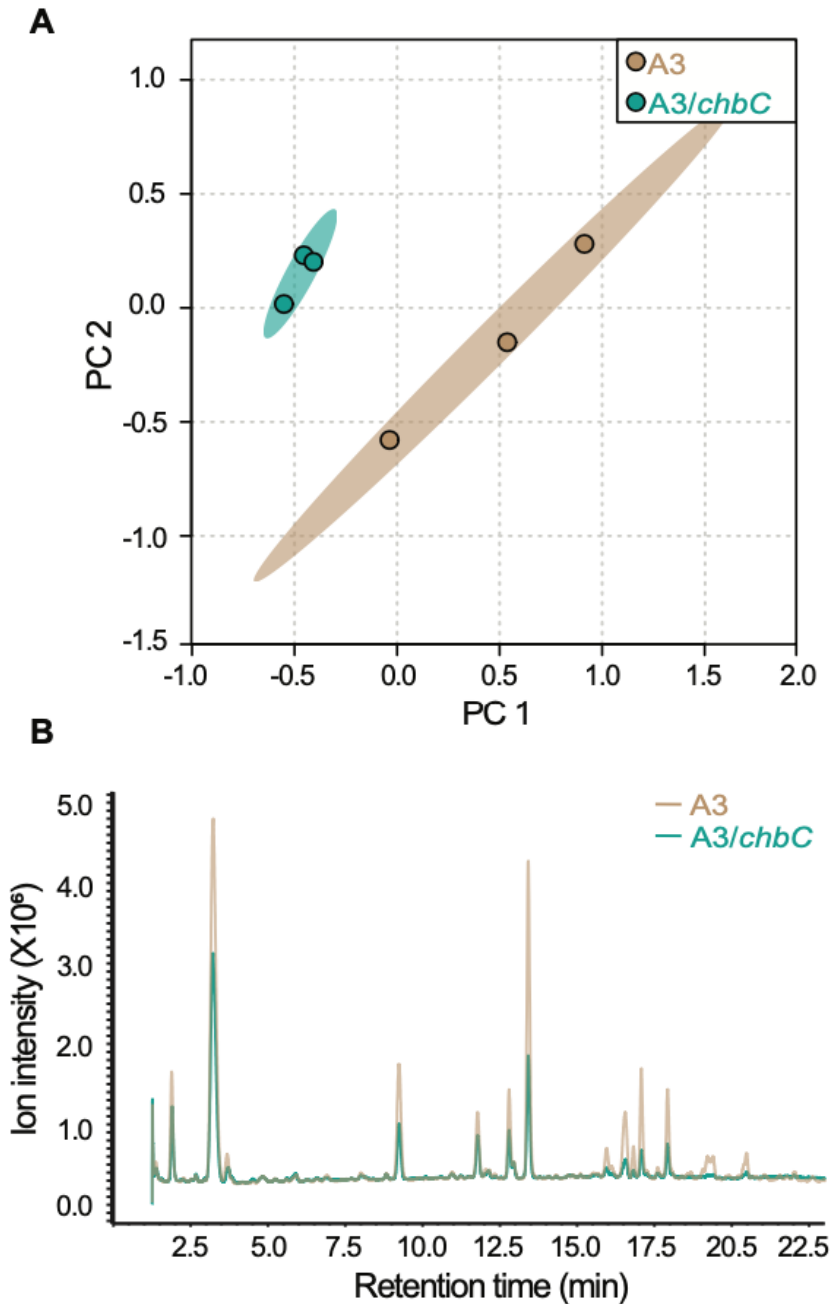 A
A3
A3/chbC
1.0
0.5
0.0
-0.5
-1.0
-1.5
PC 2
-1.0 -0.5 0.0 0.5 1.0 1.5 2.0
PC 1
B
A3
A3/chbC
5.0
4.0
3.0
2.0
1.0
0.0
Ion intensity (X10⁶)
2.5 5.0 7.5 10.0 12.5 15.0 17.5 20.5 22.5
Retention time (min)